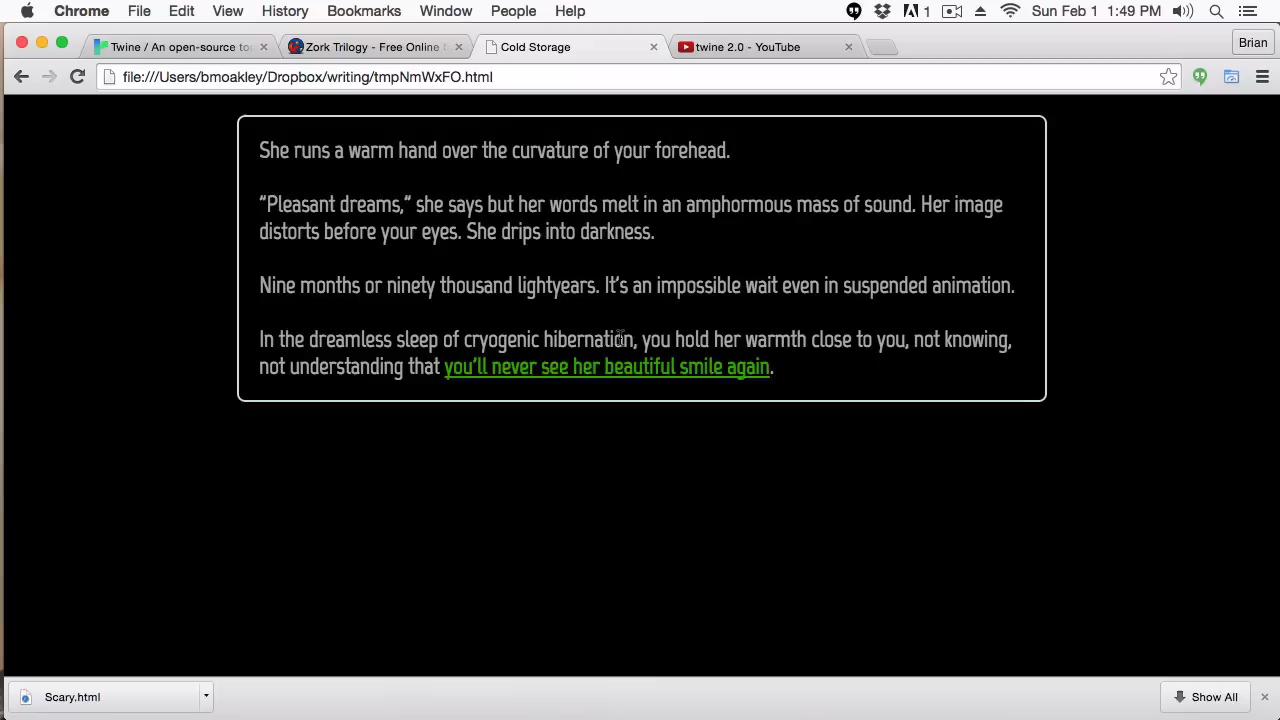 Chrome File Edit View History Bookmarks Window People Help 1 Sun Feb 1 1:49 PM
Twine / An open-source to Zork Trilogy - Free Online Cold Storage twine 2.0 - YouTube Brian
file:///Users/bmoakley/Dropbox/writing/tmpNmWxFO.html
She runs a warm hand over the curvature of your forehead.
“Pleasant dreams,“ she says but her words melt in an amphormous mass of sound. Her image
distorts before your eyes. She drips into darkness.
Nine months or ninety thousand lightyears. It's an impossible wait even in suspended animation.
In the dreamless sleep of cryogenic hibernation, you hold her warmth close to you, not knowing,
not understanding that you'll never see her beautiful smile again.
Scary.html Show All